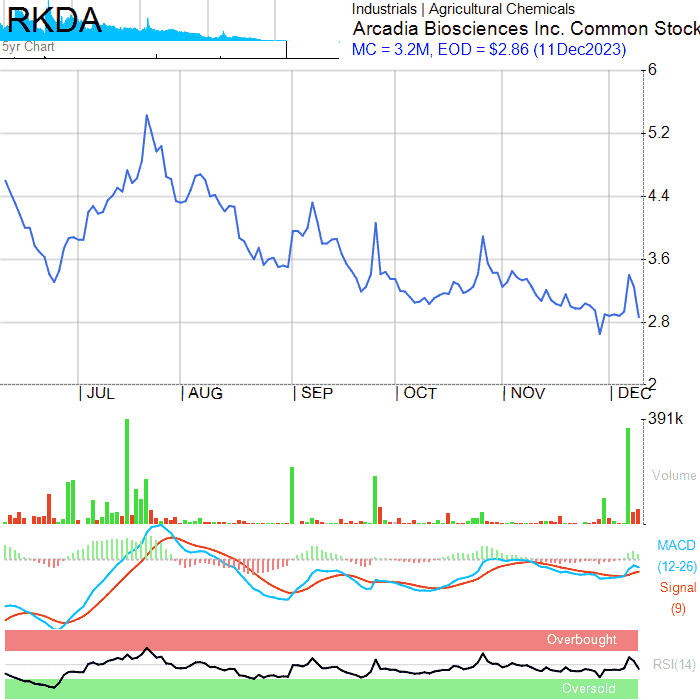 RKDA
5yr Chart
Industrials | Agricultural Chemicals
Arcadia Biosciences Inc. Common Stock
MC = 3.2M, EOD = $2.86 (11Dec2023)
6
5.2
4.4
3.6
2.8
2
JUL AUG SEP OCT NOV DEC
391k
Volume
MACD
(12-26)
Signal
(9)
Overbought
RSI(14)
Oversold